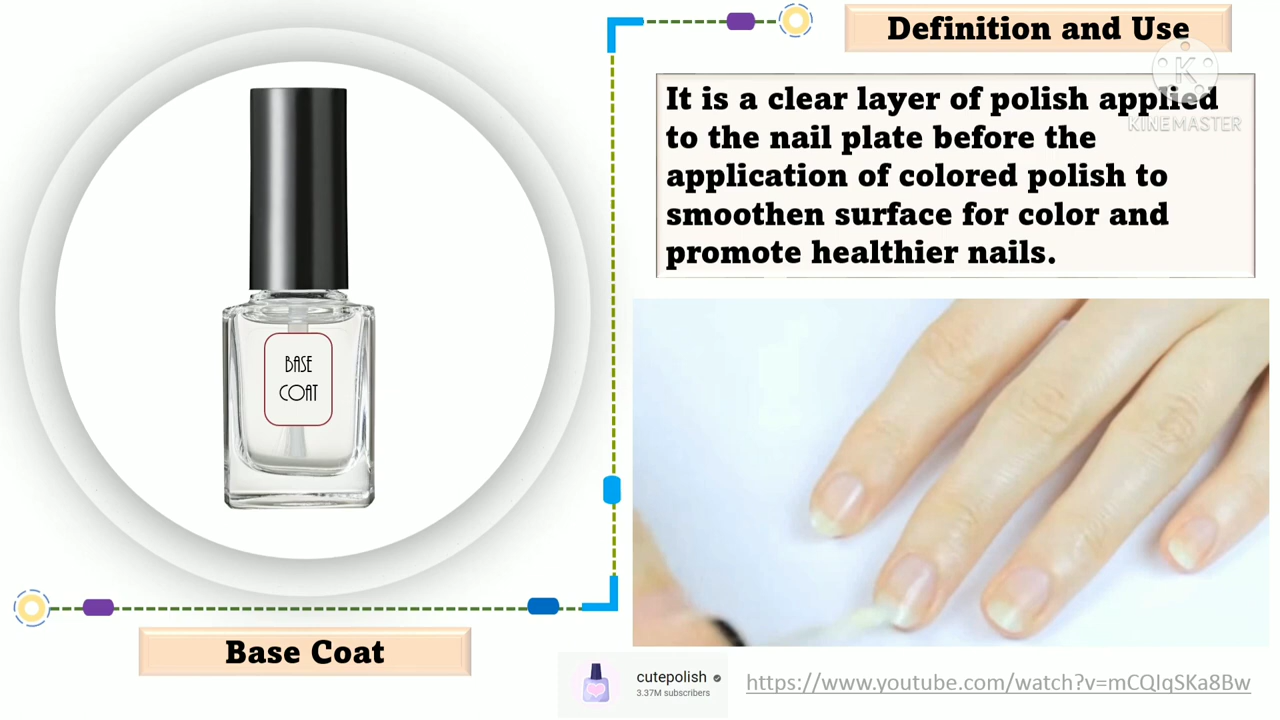 Definition and Use
It is a clear layer of polish applied
to the nail plate before the
application of colored polish to
smoothen surface for color and
promote healthier nails.
K
KINEMASTER
BASE
COAT
Base Coat
cutepolish
3.37M subscribers
https://www.youtube.com/watch?v=mCQIqSKa8Bw